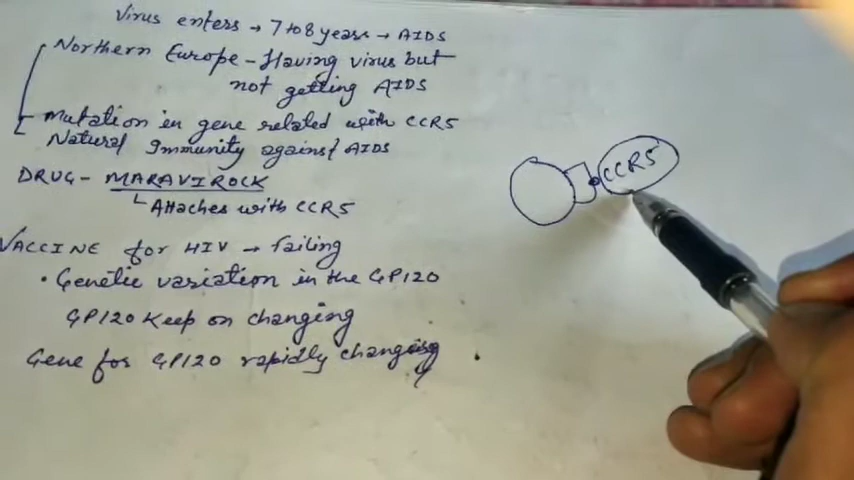 Virus enters → 7 to 8 years → AIDS
Northern Europe - Having virus but
not getting AIDS
Mutation in gene related with CCR5
Natural Immunity against AIDS
DRUG - MARAVIROCK
Attaches with CCR5
VACCINE for HIV → failing
• Genetic variation in the GP120
GP120 Keep on changing
Gene for GP120 rapidly changing
CCR5